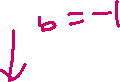 b = -1